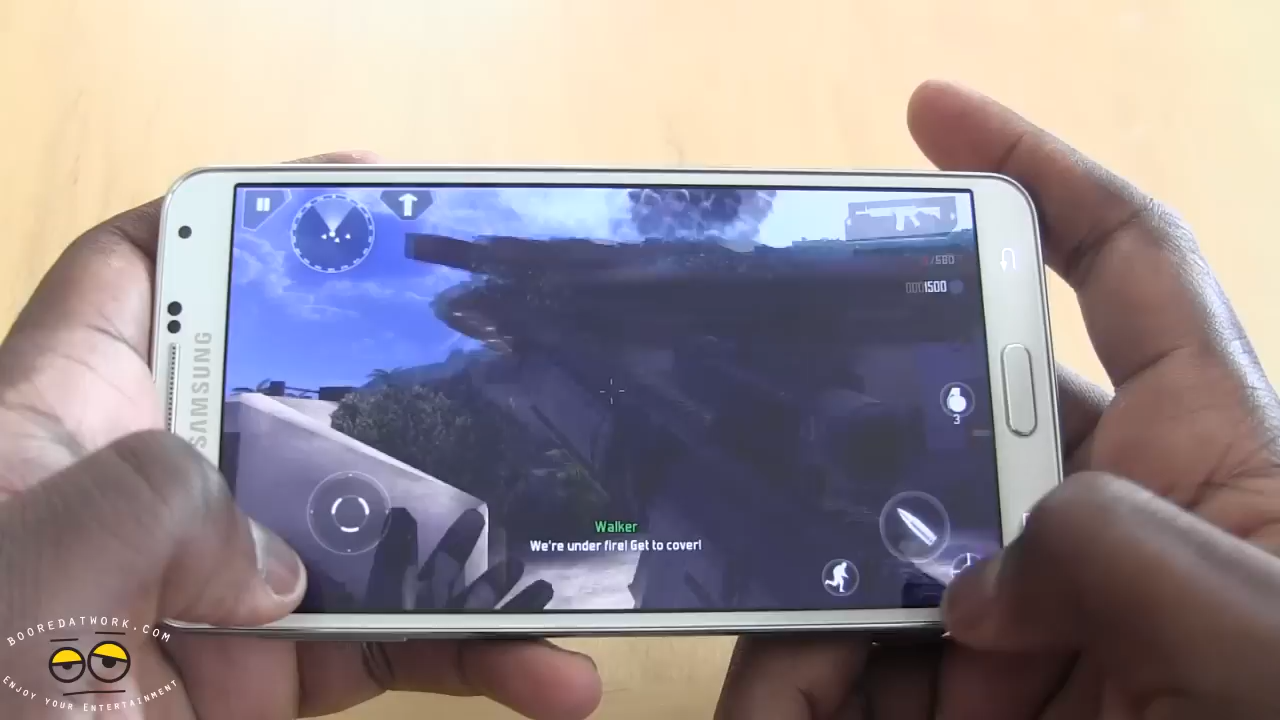 SAMSUNG
/580
0001500
3
Walker
We're under fire! Get to cover!
BOOREDATWORK.COM
ENJOY YOUR ENTERTAINMENT